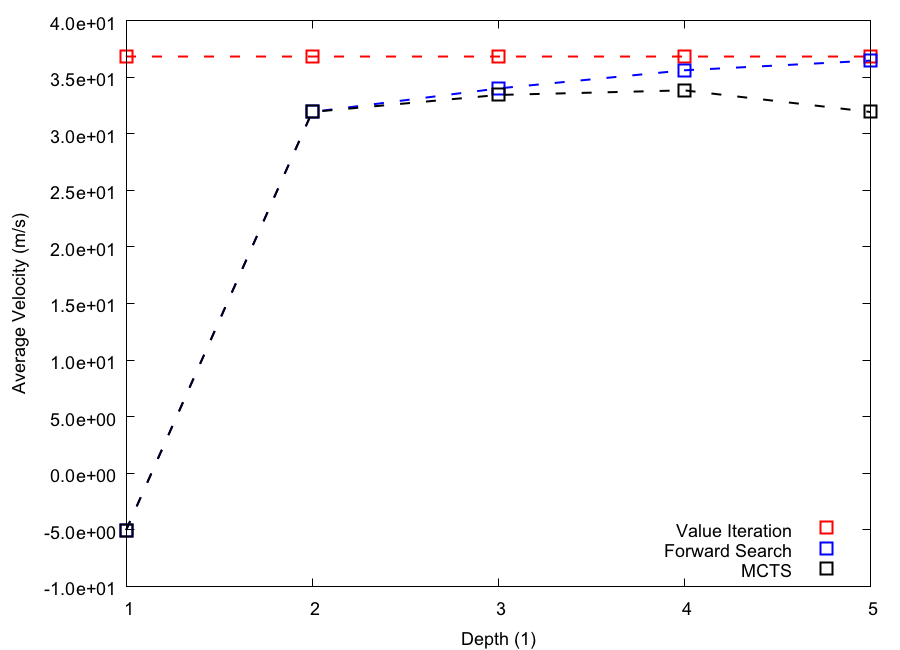 4.0e+01
3.5e+01
3.0e+01
2.5e+01
2.0e+01
1.5e+01
1.0e+01
5.0e+00
0.0e+00
-5.0e+00
-1.0e+01
Average Velocity (m/s)
Value Iteration
Forward Search
MCTS
1 2 3 4 5
Depth (1)